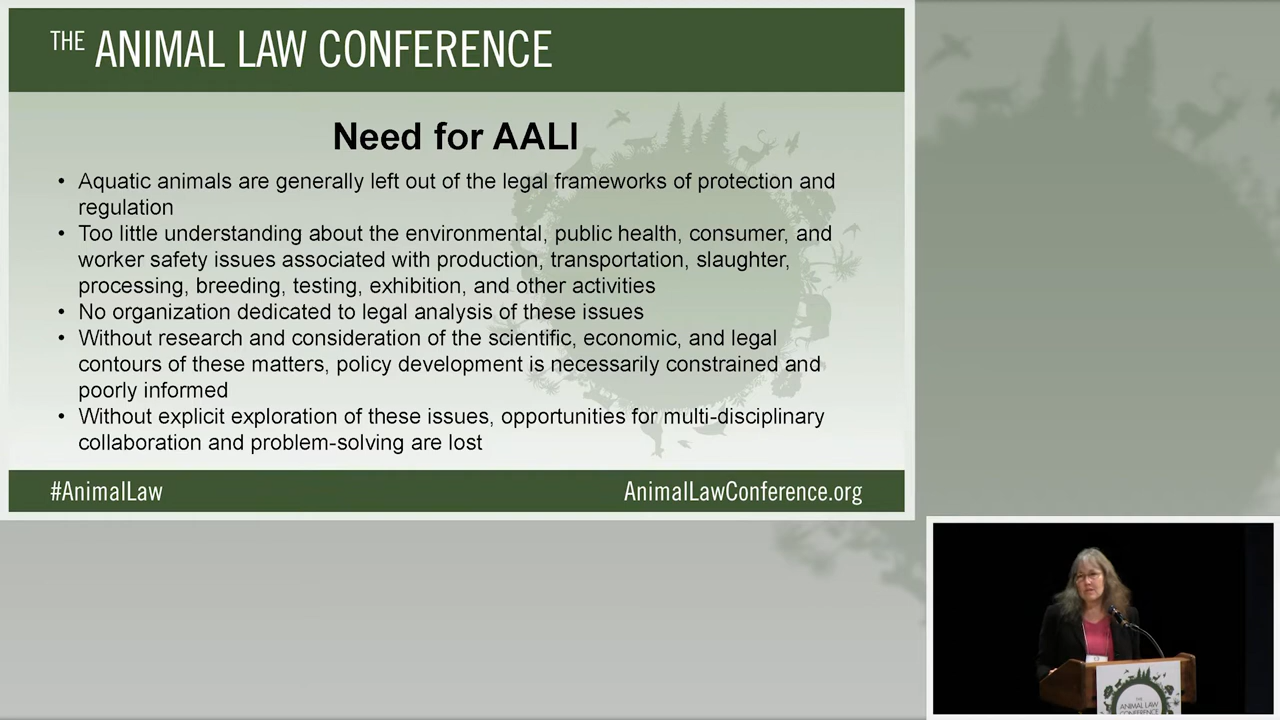 THE ANIMAL LAW CONFERENCE
Need for AALI
• Aquatic animals are generally left out of the legal frameworks of protection and
regulation
• Too little understanding about the environmental, public health, consumer, and
worker safety issues associated with production, transportation, slaughter,
processing, breeding, testing, exhibition, and other activities
• No organization dedicated to legal analysis of these issues
• Without research and consideration of the scientific, economic, and legal
contours of these matters, policy development is necessarily constrained and
poorly informed
• Without explicit exploration of these issues, opportunities for multi-disciplinary
collaboration and problem-solving are lost
#AnimalLaw
AnimalLawConference.org
THE
ANIMAL LAW
CONFERENCE